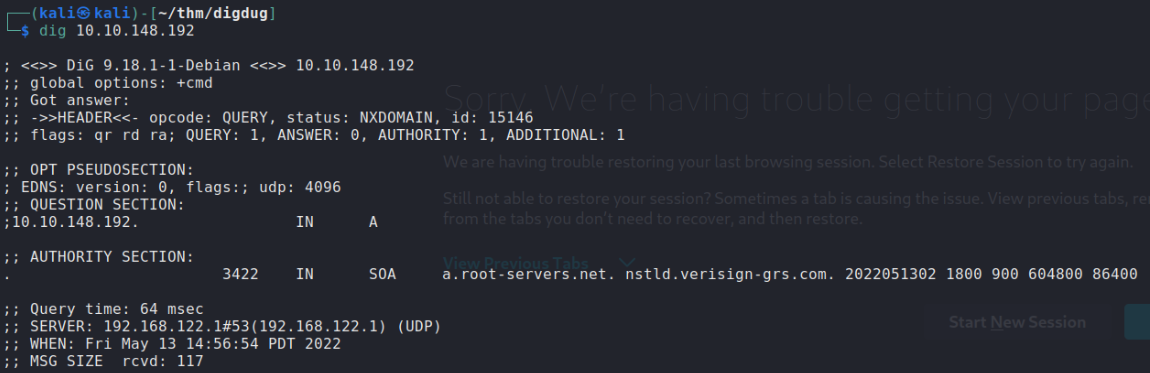 ┌──(kali㉿kali)-[~/thm/digdug]
└─$ dig 10.10.148.192
; <<>> DiG 9.18.1-1-Debian <<>> 10.10.148.192
;; global options: +cmd
;; Got answer:
;; ->>HEADER<<- opcode: QUERY, status: NXDOMAIN, id: 15146
;; flags: qr rd ra; QUERY: 1, ANSWER: 0, AUTHORITY: 1, ADDITIONAL: 1
;; OPT PSEUDOSECTION:
; EDNS: version: 0, flags:; udp: 4096
;; QUESTION SECTION:
;10.10.148.192. IN A
;; AUTHORITY SECTION:
. 3422 IN SOA a.root-servers.net. nstld.verisign-grs.com. 2022051302 1800 900 604800 86400
;; Query time: 64 msec
;; SERVER: 192.168.122.1#53(192.168.122.1) (UDP)
;; WHEN: Fri May 13 14:56:54 PDT 2022
;; MSG SIZE rcvd: 117
Sorry. We're having trouble getting your page
We are having trouble restoring your last browsing session. Select Restore Session to try again.
Still not able to restore your session? Sometimes a tab is causing the issue. View previous tabs, re
from the tabs you don't need to recover, and then restore.
View Previous Tabs
Start New Session